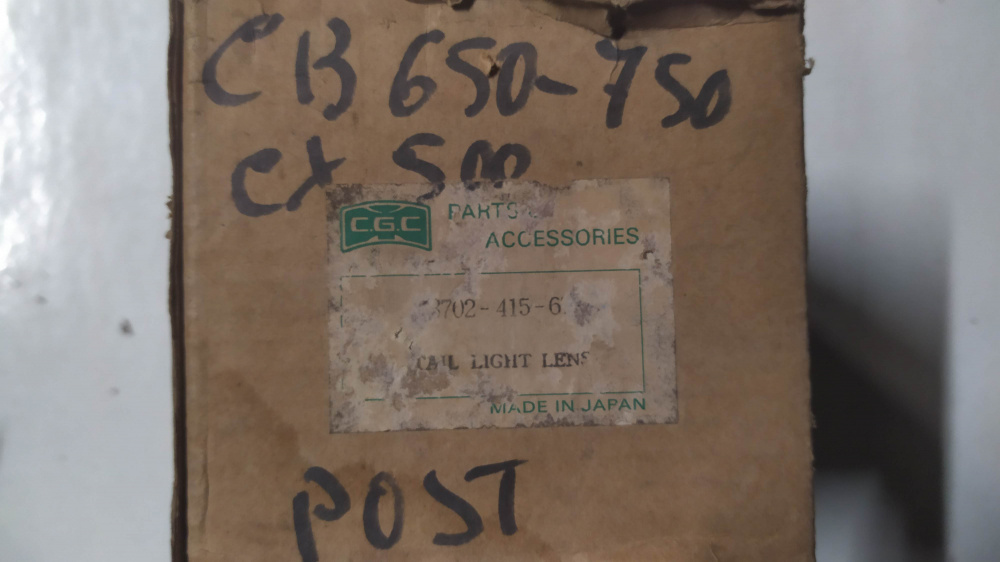 CB 650-750
CX 500
C.G.C PARTS
ACCESSORIES
3702-415-6
TAIL LIGHT LENS
MADE IN JAPAN
POST